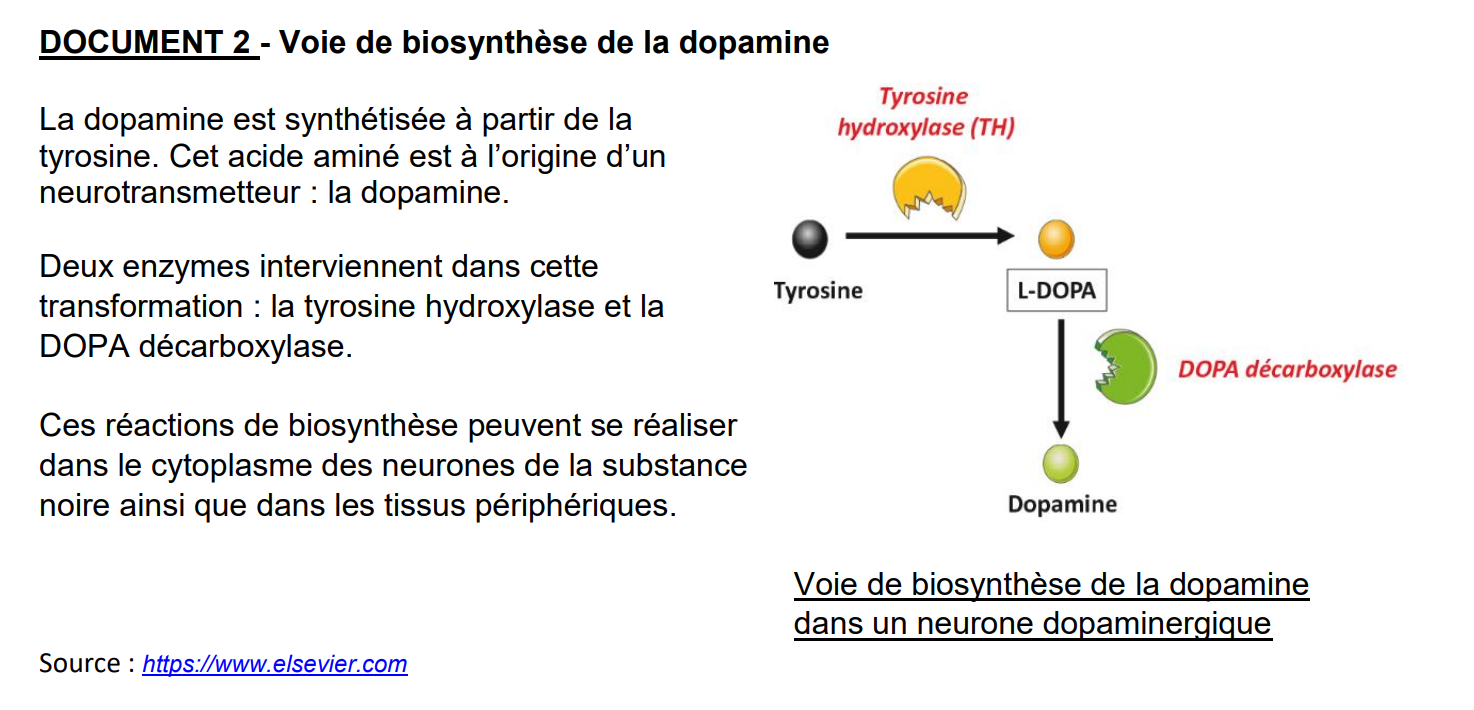 DOCUMENT 2 - Voie de biosynthèse de la dopamine
La dopamine est synthétisée à partir de la
tyrosine. Cet acide aminé est à l’origine d’un
neurotransmetteur : la dopamine.
Deux enzymes interviennent dans cette
transformation : la tyrosine hydroxylase et la
DOPA décarboxylase.
Ces réactions de biosynthèse peuvent se réaliser
dans le cytoplasme des neurones de la substance
noire ainsi que dans les tissus périphériques.
Source : https://www.elsevier.com
Tyrosine
hydroxylase (TH)
Tyrosine
L-DOPA
DOPA décarboxylase
Dopamine
Voie de biosynthèse de la dopamine
dans un neurone dopaminergique